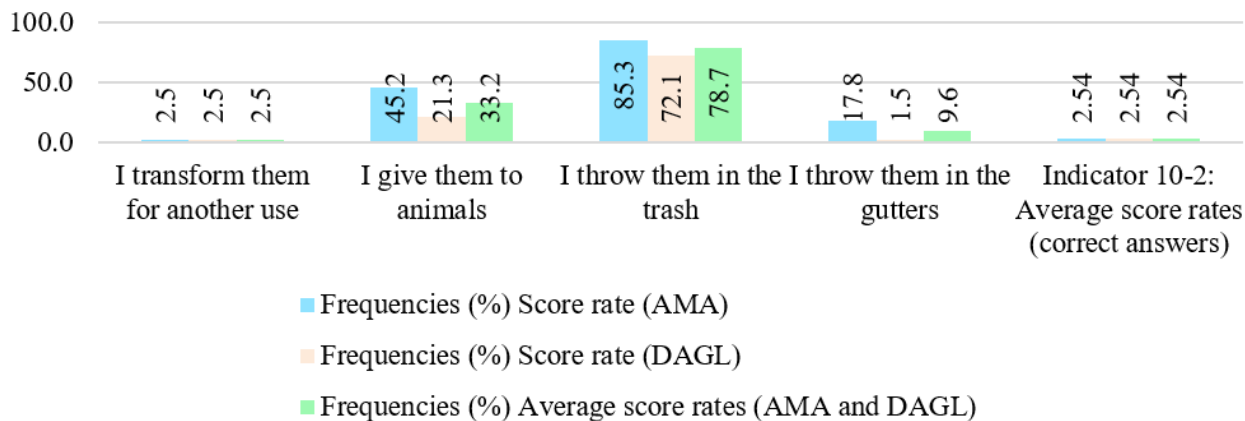 100.0
50.0
0.0
2.5 2.5 2.5
45.2 21.3 33.2
85.3 72.1 78.7
17.8 1.5 9.6
2.54 2.54 2.54
I transform them
for another use
I give them to
animals
I throw them in the
trash
I throw them in the
gutters
Indicator 10-2:
Average score rates
(correct answers)
Frequencies (%) Score rate (AMA)
Frequencies (%) Score rate (DAGL)
Frequencies (%) Average score rates (AMA and DAGL)